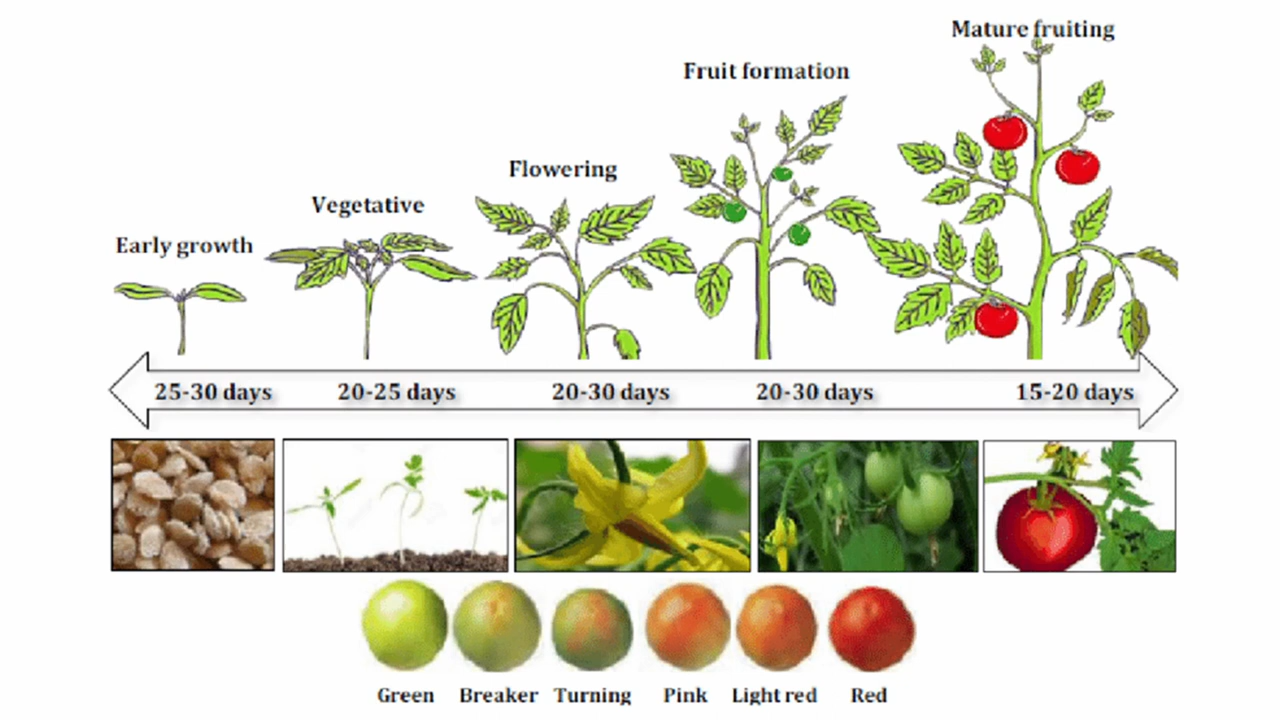 Mature fruiting
Fruit formation
Flowering
Vegetative
Early growth
25-30 days
20-25 days
20-30 days
20-30 days
15-20 days
Green
Breaker
Turning
Pink
Light red
Red